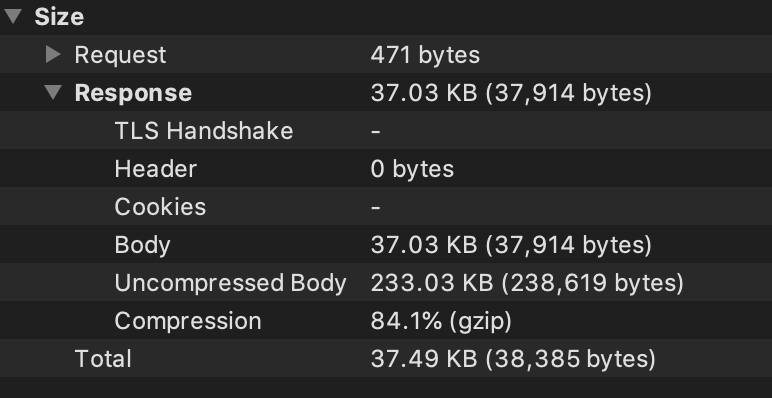 Size
Request 471 bytes
Response 37.03 KB (37,914 bytes)
TLS Handshake -
Header 0 bytes
Cookies -
Body 37.03 KB (37,914 bytes)
Uncompressed Body 233.03 KB (238,619 bytes)
Compression 84.1% (gzip)
Total 37.49 KB (38,385 bytes)